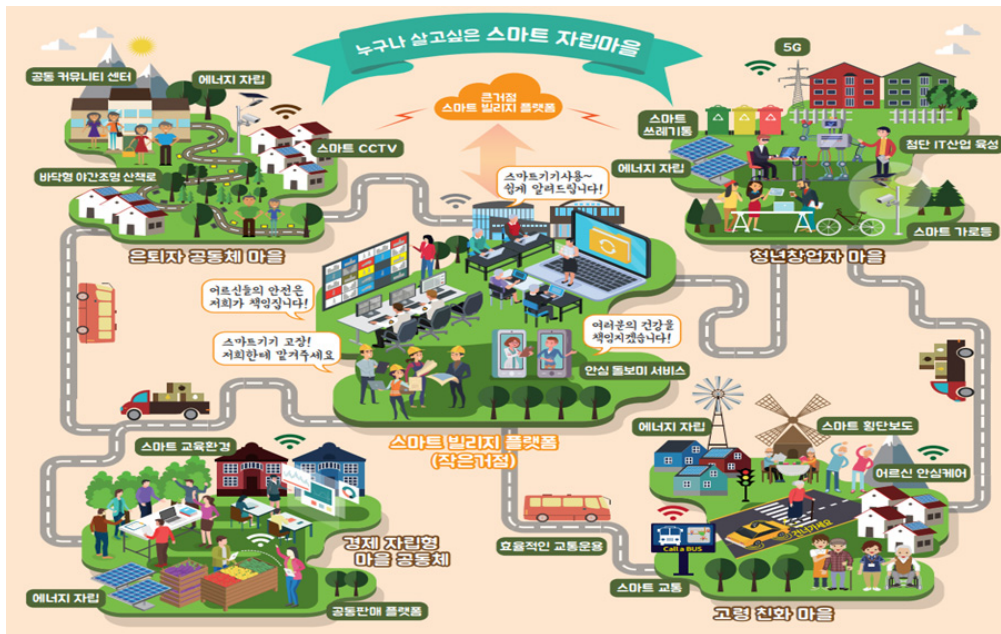 누구나 살고싶은 스마트 자립마을
큰거점
스마트 빌리지 플랫폼
공동 커뮤니티 센터
에너지 자립
스마트 CCTV
바닥형 야간조명 산책로
은퇴자 공동체 마을
5G
스마트
쓰레기통
에너지 자립
첨단 IT산업 육성
스마트 가로등
청년창업자 마을
스마트기기사용~
쉽게 알려드립니다!
어르신들의 안전은
저희가 책임집니다!
스마트기기 고장!
저희한테 맡겨주세요
여러분의 건강을
책임지겠습니다!
안심 돌보미 서비스
스마트 빌리지 플랫폼
(작은거점)
스마트 교육환경
경제 자립형
마을 공동체
에너지 자립
공동판매 플랫폼
효율적인 교통운용
에너지 자립
스마트 횡단보도
어르신 안심케어
건너가세요
Call a BUS
스마트 교통
고령 친화 마을